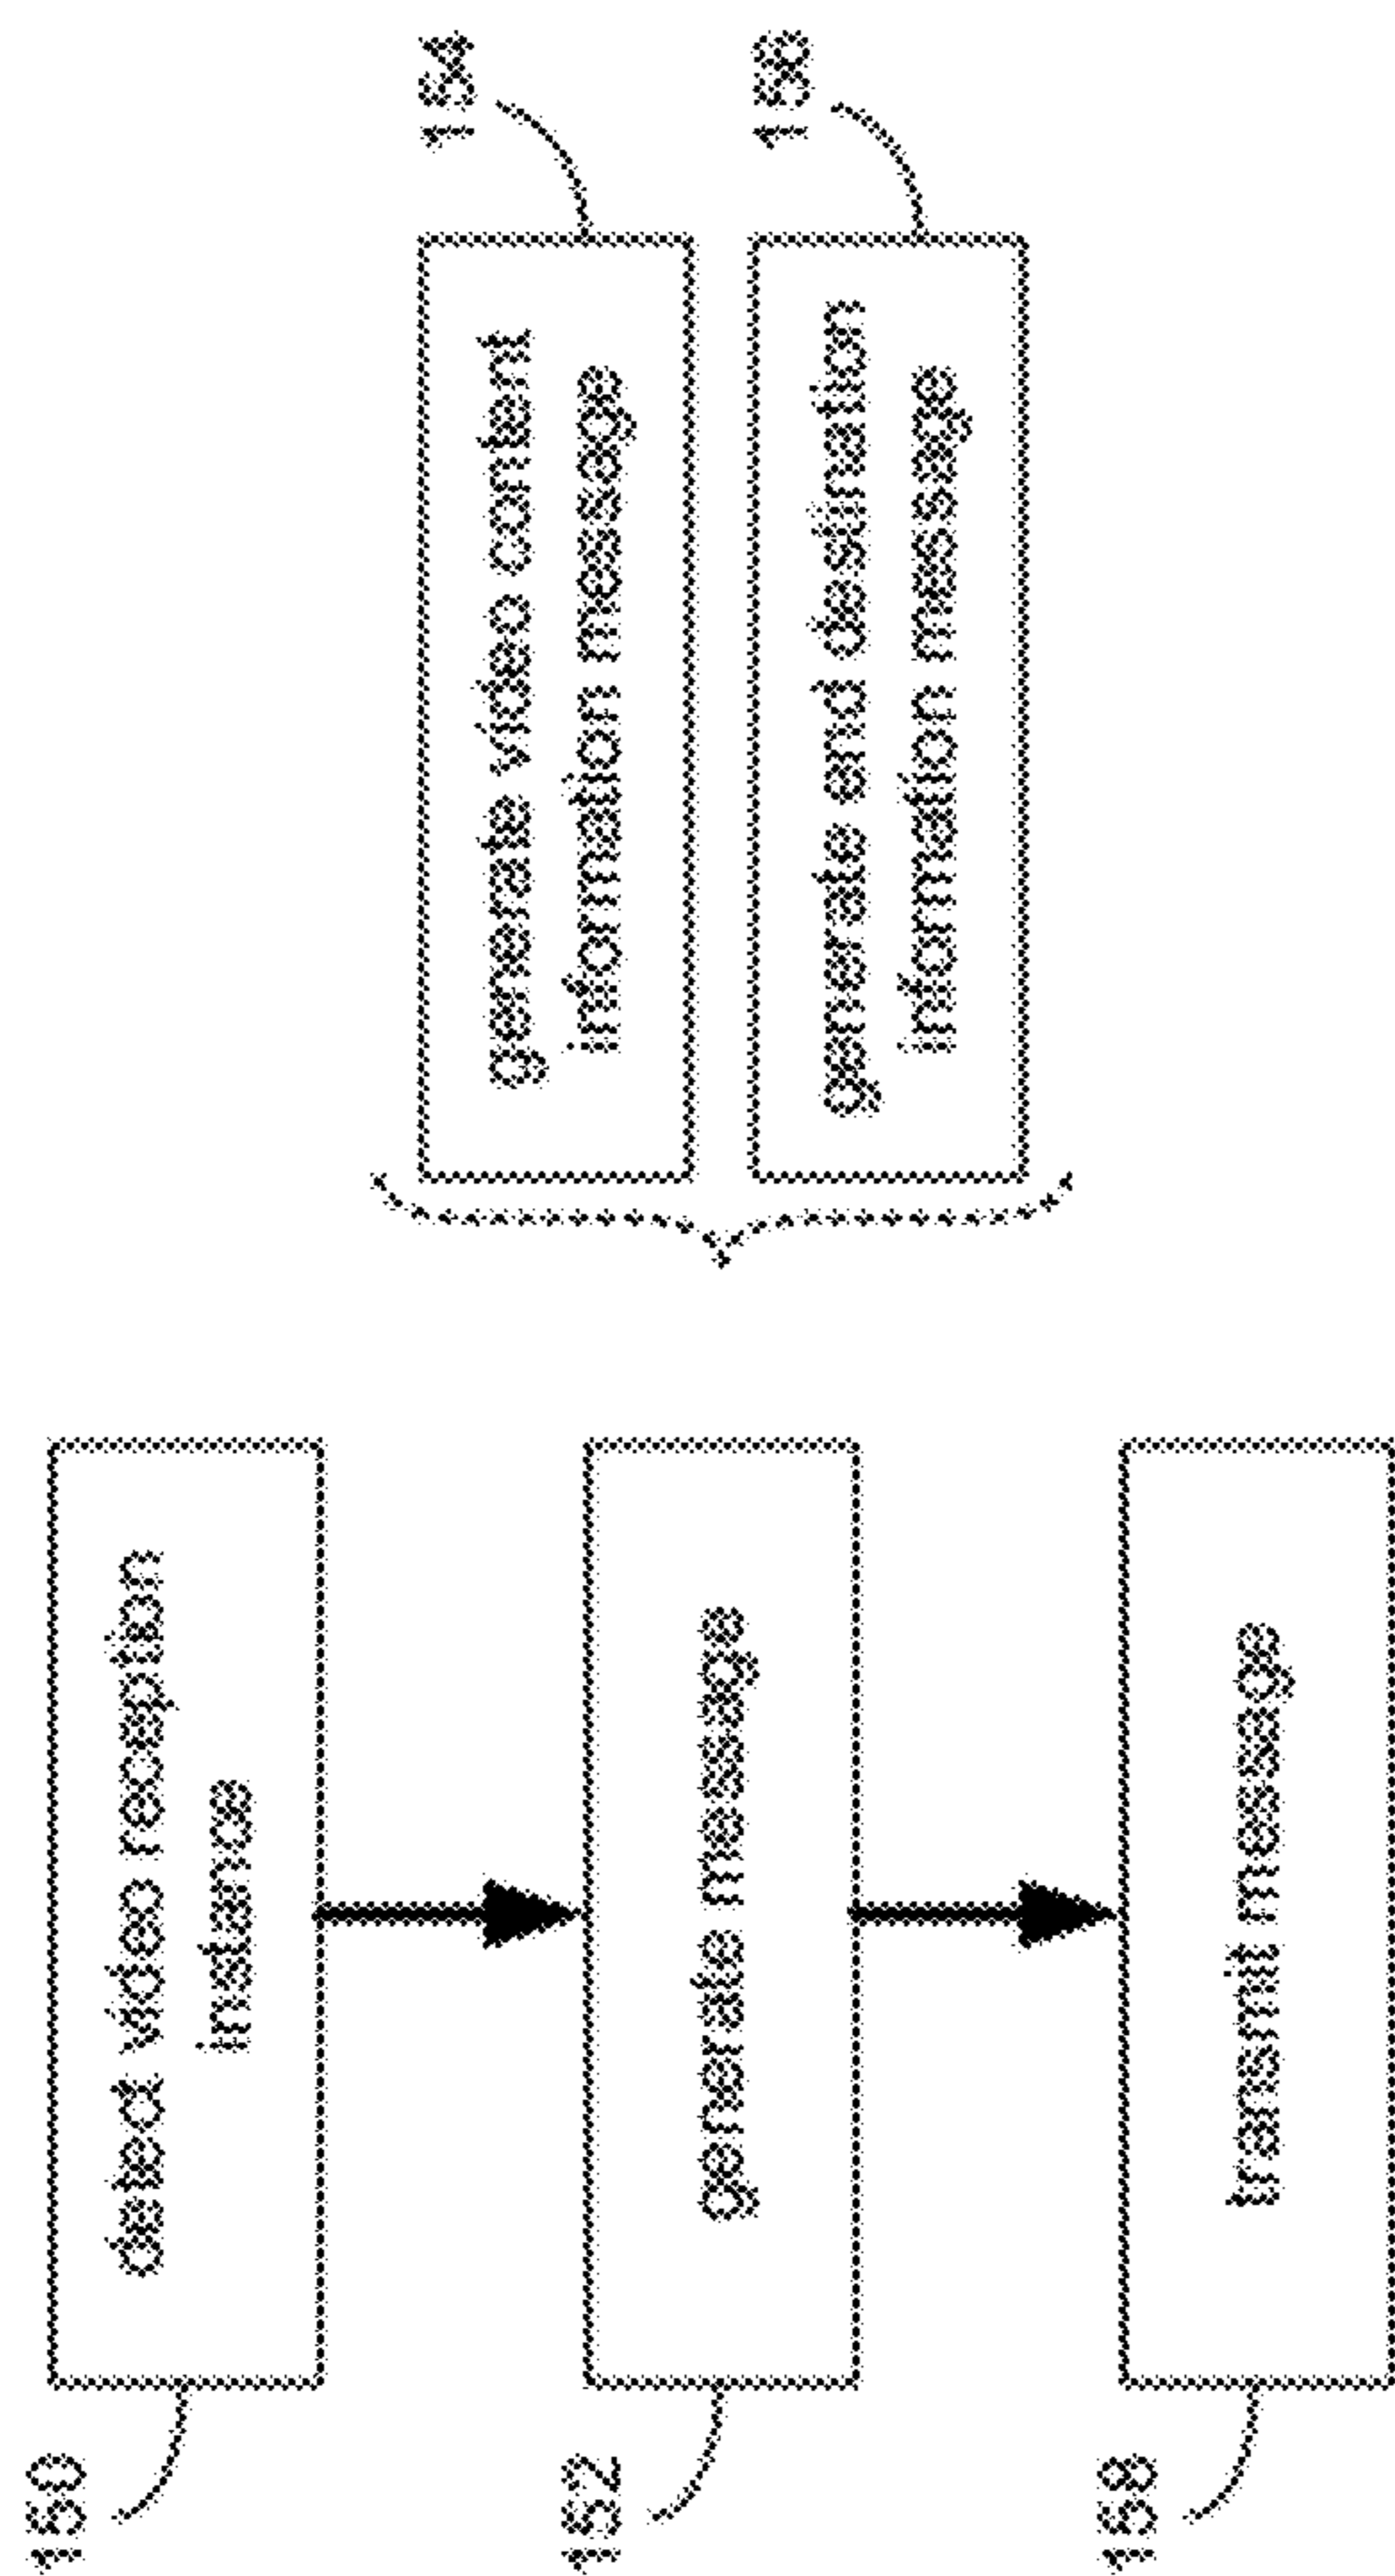 150
detect video reception
instance
152
generate message
158
transmit message
generate video content
information message
154
generate end destination
information message
156